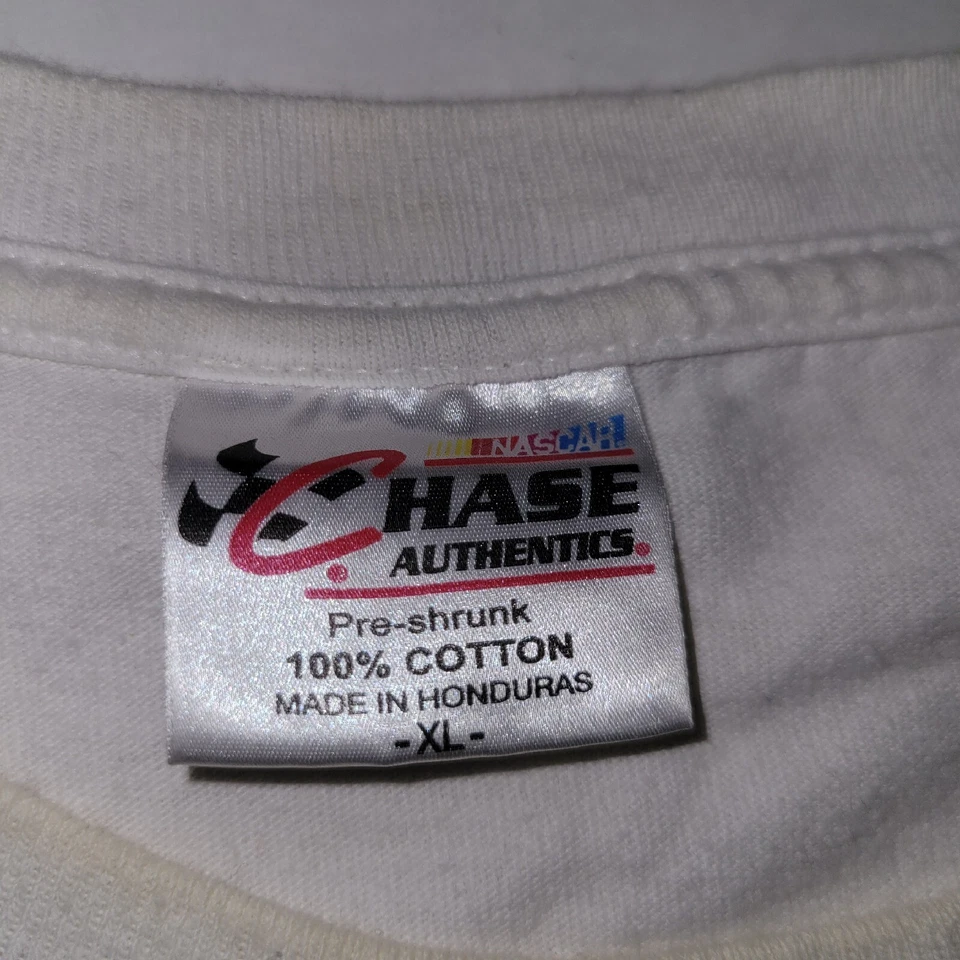 NASCAR
CHASE
AUTHENTICS
Pre-shrunk
100% COTTON
MADE IN HONDURAS
-XL-